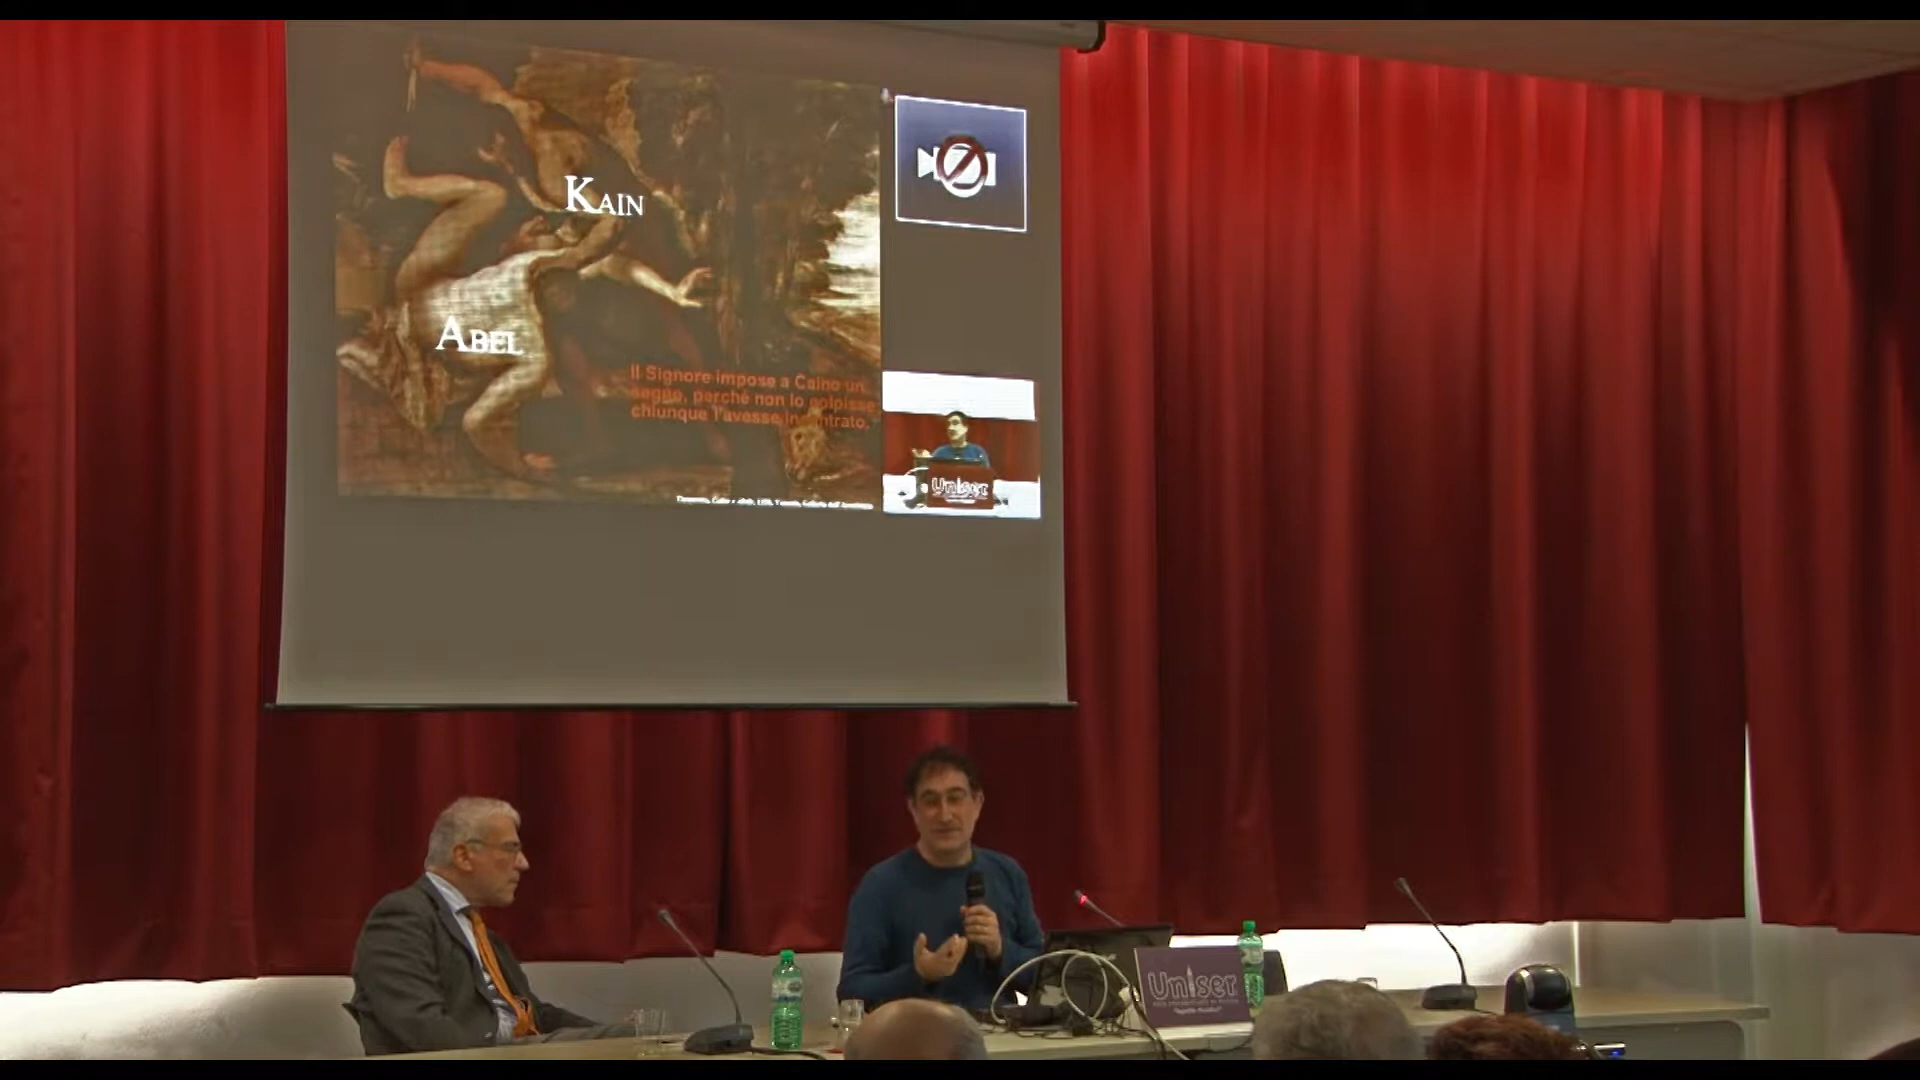 KAIN
ABEL
Il Signore impose a Caino un
segno, perché non lo colpisse
chiunque l'avesse incontrato.
Uniser
Uniser